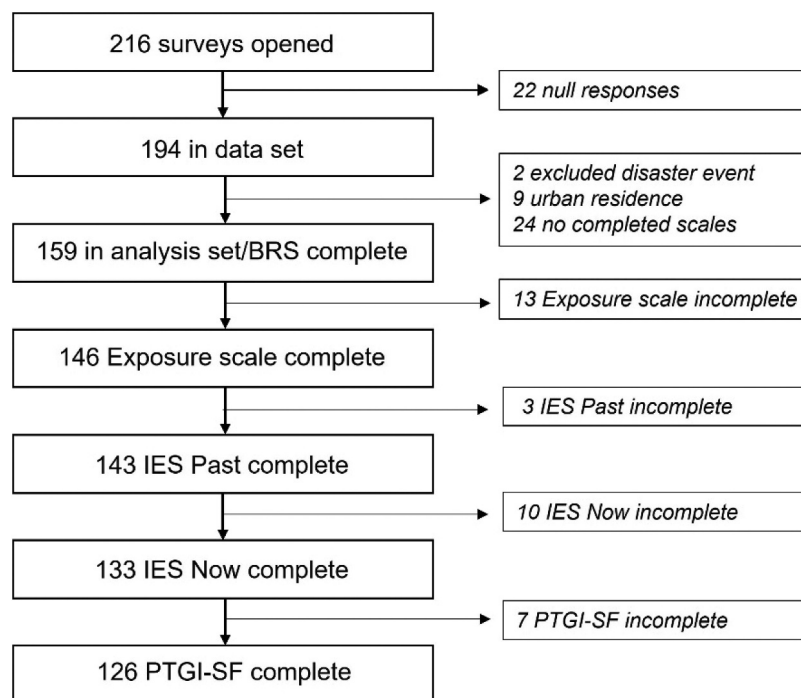 216 surveys opened
22 null responses
194 in data set
2 excluded disaster event
9 urban residence
24 no completed scales
159 in analysis set/BRS complete
13 Exposure scale incomplete
146 Exposure scale complete
3 IES Past incomplete
143 IES Past complete
10 IES Now incomplete
133 IES Now complete
7 PTGI-SF incomplete
126 PTGI-SF complete